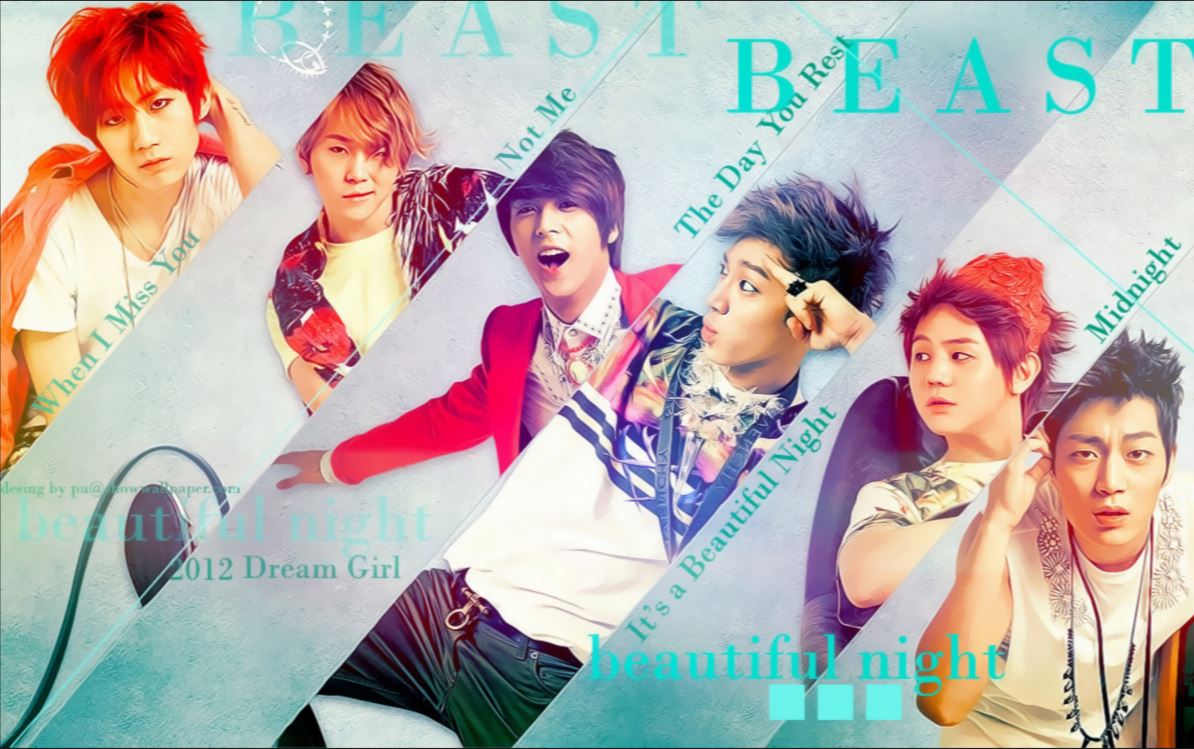 BEAST
BEAST
Not Me
The Day You Rest
When I Miss You
Midnight
It's a Beautiful Night
beautiful night
2012 Dream Girl
beautiful night